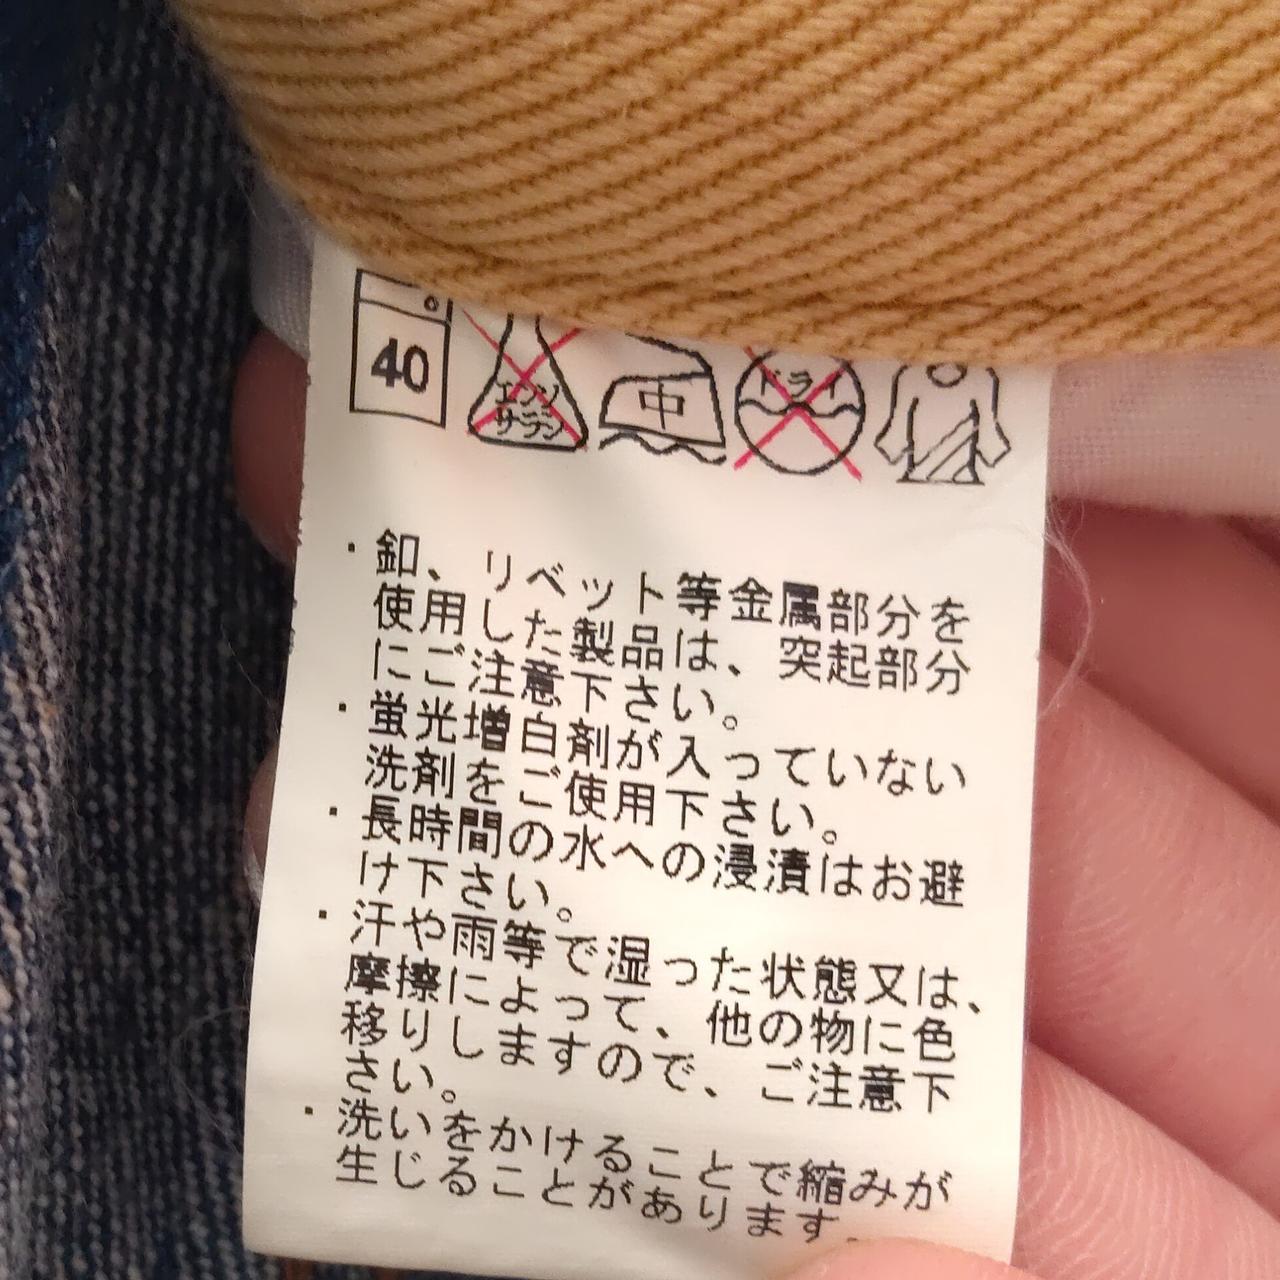 40
エンソ
サラシ
中
ドライ
・釦、リベット等金属部分を
使用した製品は、突起部分
にご注意下さい。
・蛍光増白剤が入っていない
洗剤をご使用下さい。
・長時間の水への浸漬はお避
け下さい。
・汗や雨等で湿った状態又は、
摩擦によって、他の物に色
移りしますので、ご注意下
さい。
・洗いをかけることで縮みが
生じることがあります。